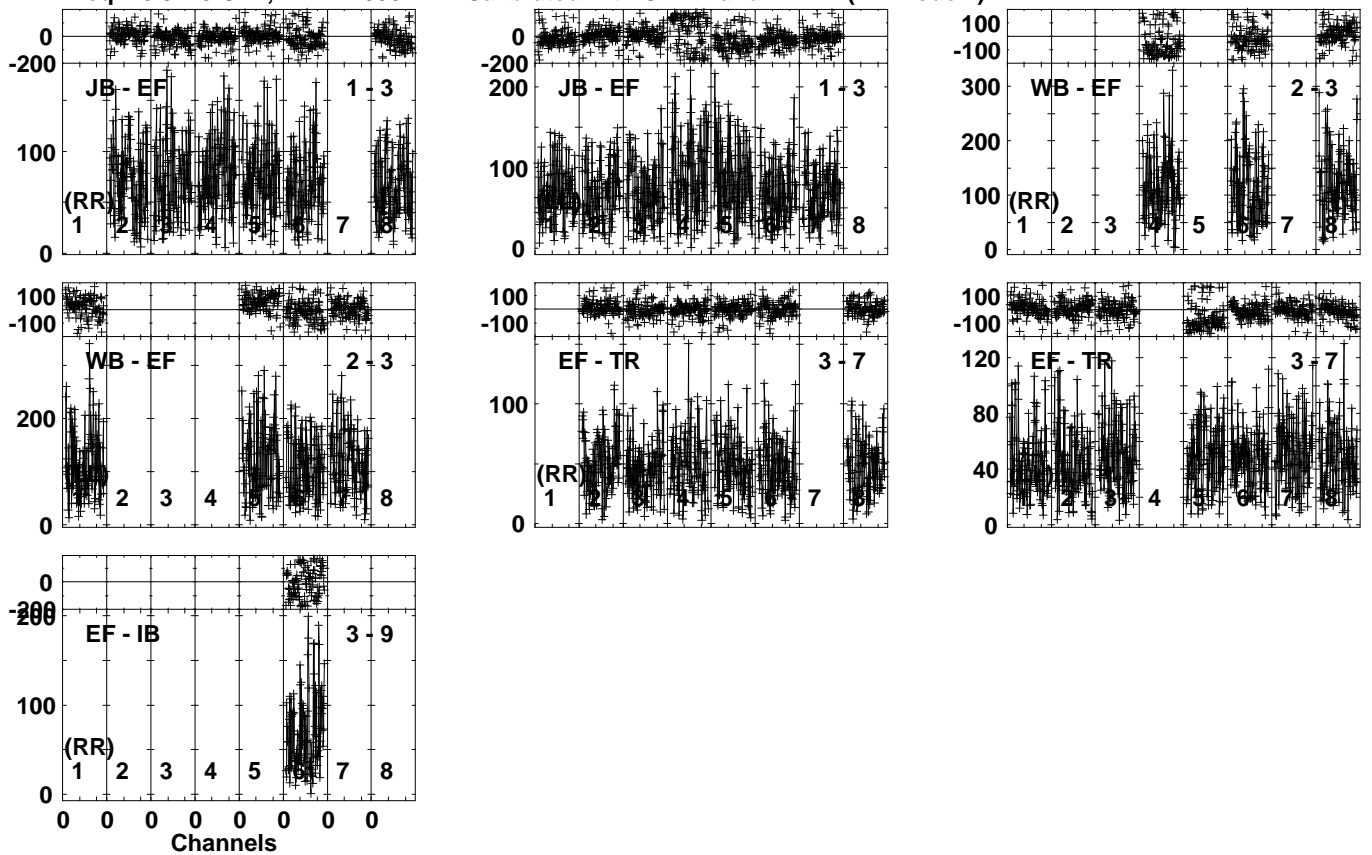 0
-200
JB - EF 1 - 3
100
(RR)
1 2 3 4 5 6 7 8
0
0
-200
200
JB - EF 1 - 3
100
(RR)
1 2 3 4 5 6 7 8
0
100
-100
300
WB - EF 2 - 3
200
100
(RR)
1 2 3 4 5 6 7 8
0
100
-100
WB - EF 2 - 3
200
2 3 4 5 6 7 8
0
100
-100
EF - TR 3 - 7
100
(RR)
1 2 3 4 5 6 7 8
0
100
-100
120
EF - TR 3 - 7
80
40
2 3 4 5 6 7 8
0
0
-200
200
EF - IB 3 - 9
100
(RR)
1 2 3 4 5 6 7 8
0
0 0 0 0 0 0 0 0
Channels